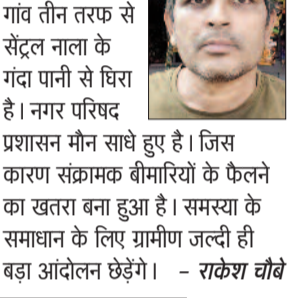 गांव तीन तरफ से
सेंट्रल नाला के
गंदा पानी से घिरा
है। नगर परिषद
प्रशासन मौन साधे हुए है। जिस
कारण संक्रामक बीमारियों के फैलने
का खतरा बना हुआ है। समस्या के
समाधान के लिए ग्रामीण जल्दी ही
बड़ा आंदोलन छेड़ेंगे। - राकेश चौबे